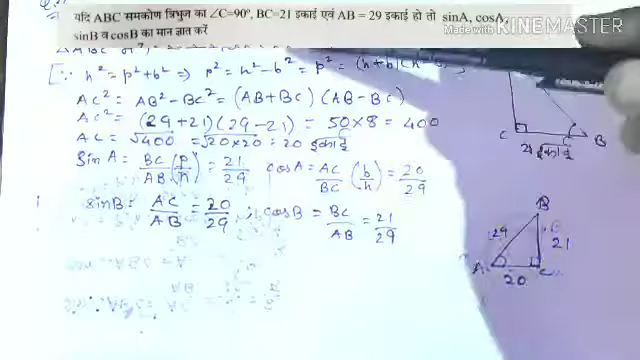 यदि ABC समकोण त्रिभुज का ∠C=90°, BC=21 इकाई एवं AB = 29 इकाई हो तो sinA, cosA,
sinB व cosB का मान ज्ञात करें
Made With
KINEMASTER
[∵ h²=p²+b² ⇒ p²=h²-b² = p² = (h+b)(h
AC² = AB²-BC² = (AB+BC) (AB-BC)
AC² = (29+21)(29-21) = 50×8 = 400
AC = √400 = √20×20 = 20 इकाई
SinA = BC/AB (p/h) = 21/29 cosA = AC/BC (b/h) = 20/29
sinB = AC/AB = 20/29 ; cosB = BC/AB = 21/29
C B
21 इकाई
B
29 21
A C
20